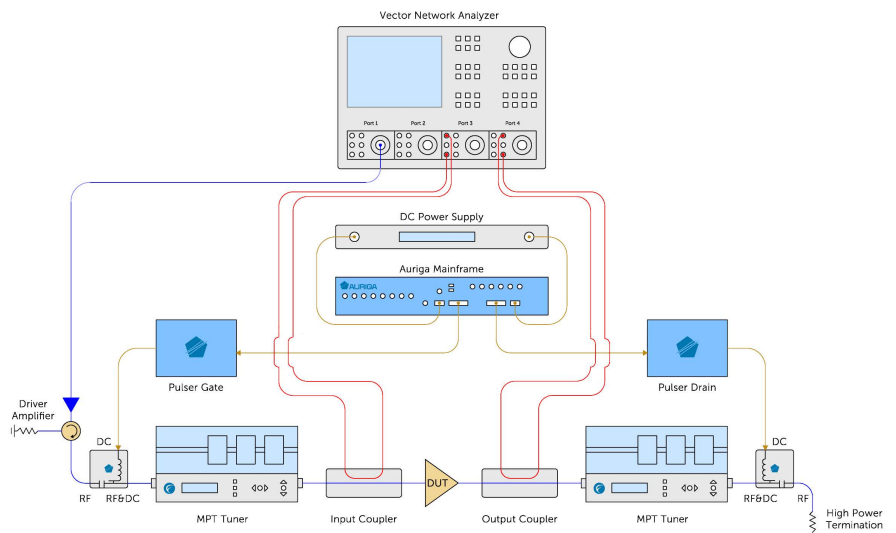 Vector Network Analyzer
Port 1 Port 2 Port 3 Port 4
DC Power Supply
Auriga Mainframe
AURIGA
Pulser Gate
Pulser Drain
Driver
Amplifier
DC
DC
RF
RF&DC
DUT
RF&DC
RF
MPT Tuner
Input Coupler
Output Coupler
MPT Tuner
High Power
Termination